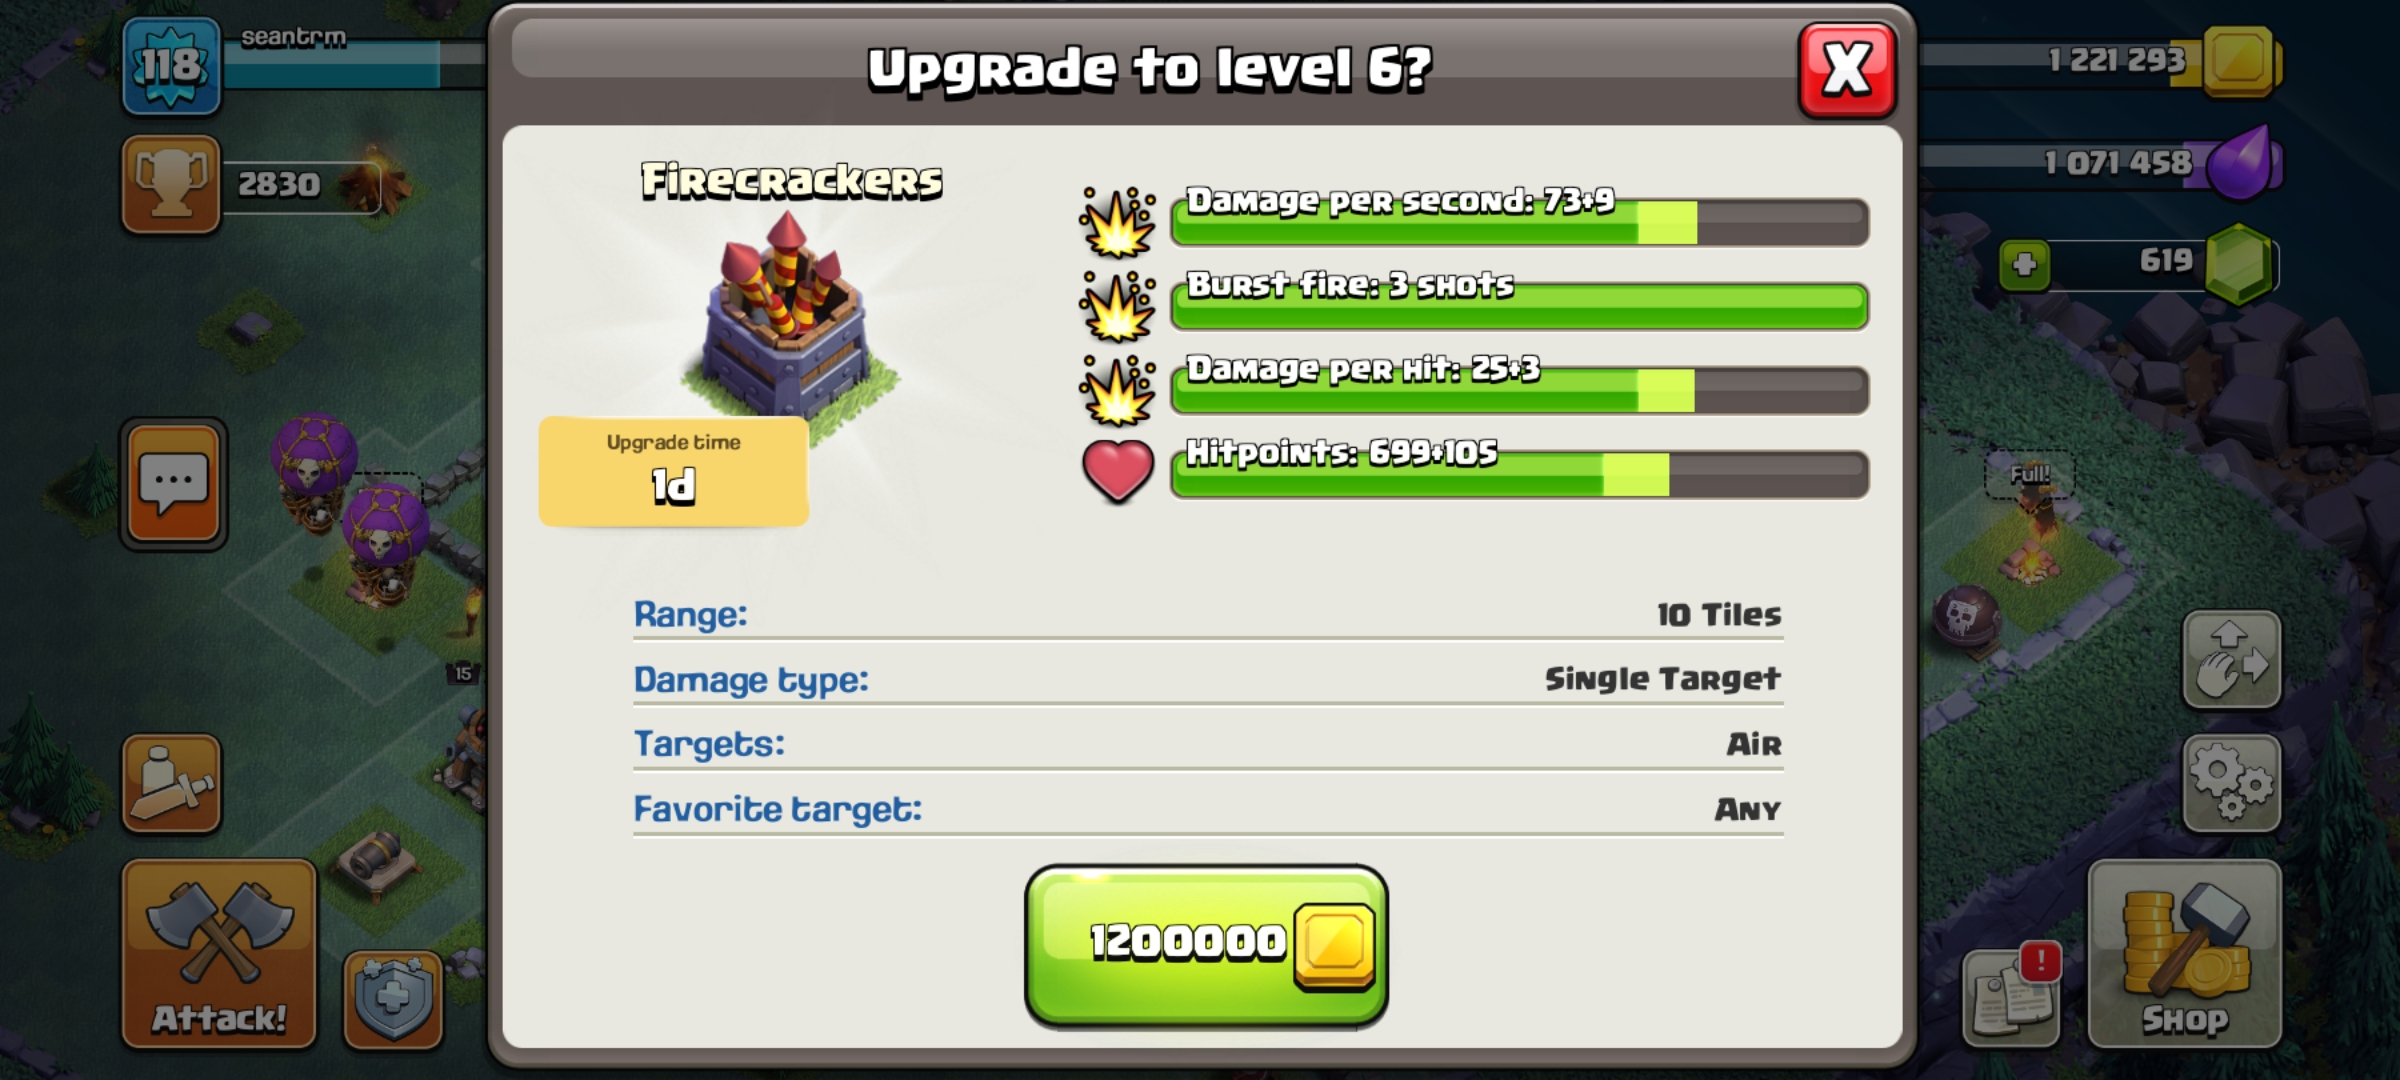 118
seantrm
Upgrade to level 6?
X
1 221 293
2830
Firecrackers
Damage per second: 73+9
1 071 458
Burst fire: 3 shots
619
Damage per hit: 25+3
Upgrade time
1d
Hitpoints: 699+105
Full!
Range:
10 Tiles
15
Damage type:
Single Target
Targets:
Air
Favorite target:
Any
1200000
!
Attack!
Shop